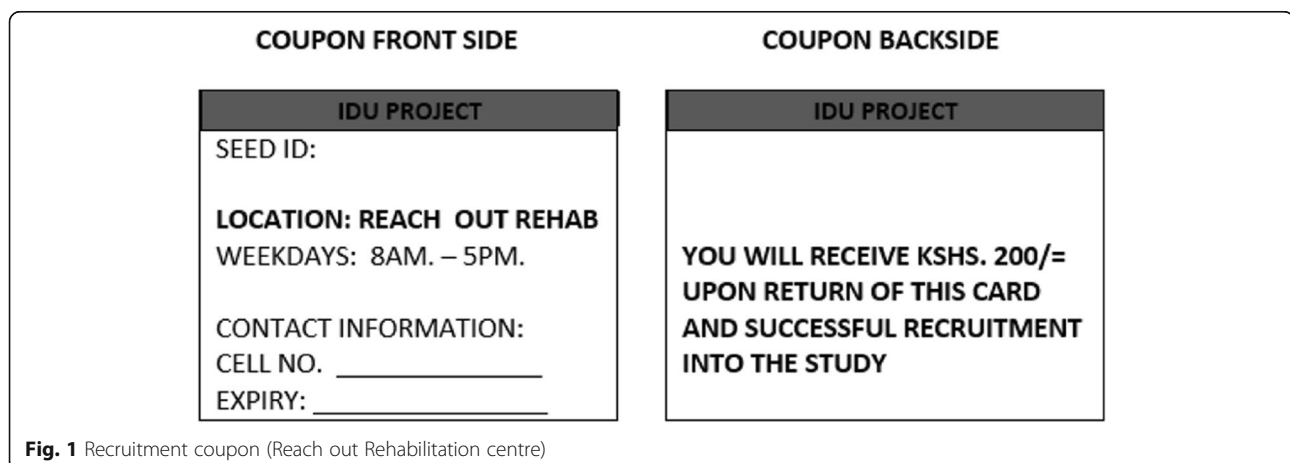 COUPON FRONT SIDE
IDU PROJECT
SEED ID:
LOCATION: REACH OUT REHAB
WEEKDAYS: 8AM. – 5PM.
CONTACT INFORMATION:
CELL NO. _______________
EXPIRY: _________________
COUPON BACKSIDE
IDU PROJECT
YOU WILL RECEIVE KSHS. 200/=
UPON RETURN OF THIS CARD
AND SUCCESSFUL RECRUITMENT
INTO THE STUDY
Fig. 1 Recruitment coupon (Reach out Rehabilitation centre)